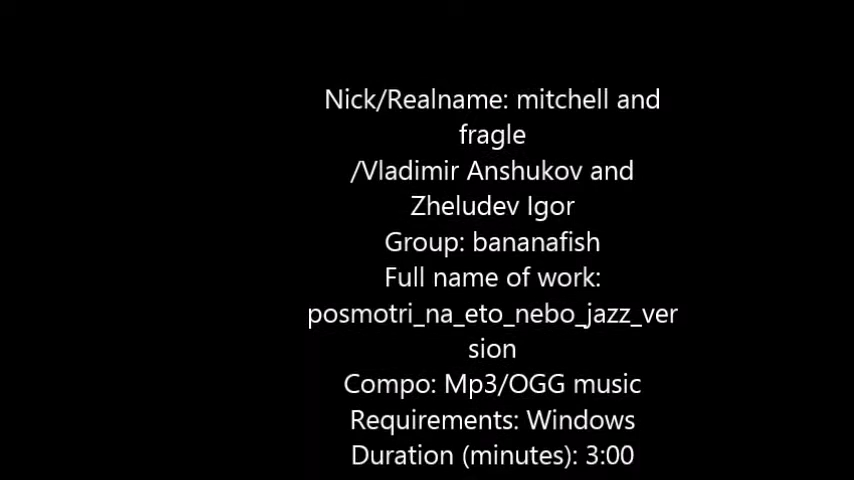 Nick/Realname: mitchell and
fragle
/Vladimir Anshukov and
Zheludev Igor
Group: bananafish
Full name of work:
posmotri_na_eto_nebo_jazz_ver
sion
Compo: Mp3/OGG music
Requirements: Windows
Duration (minutes): 3:00